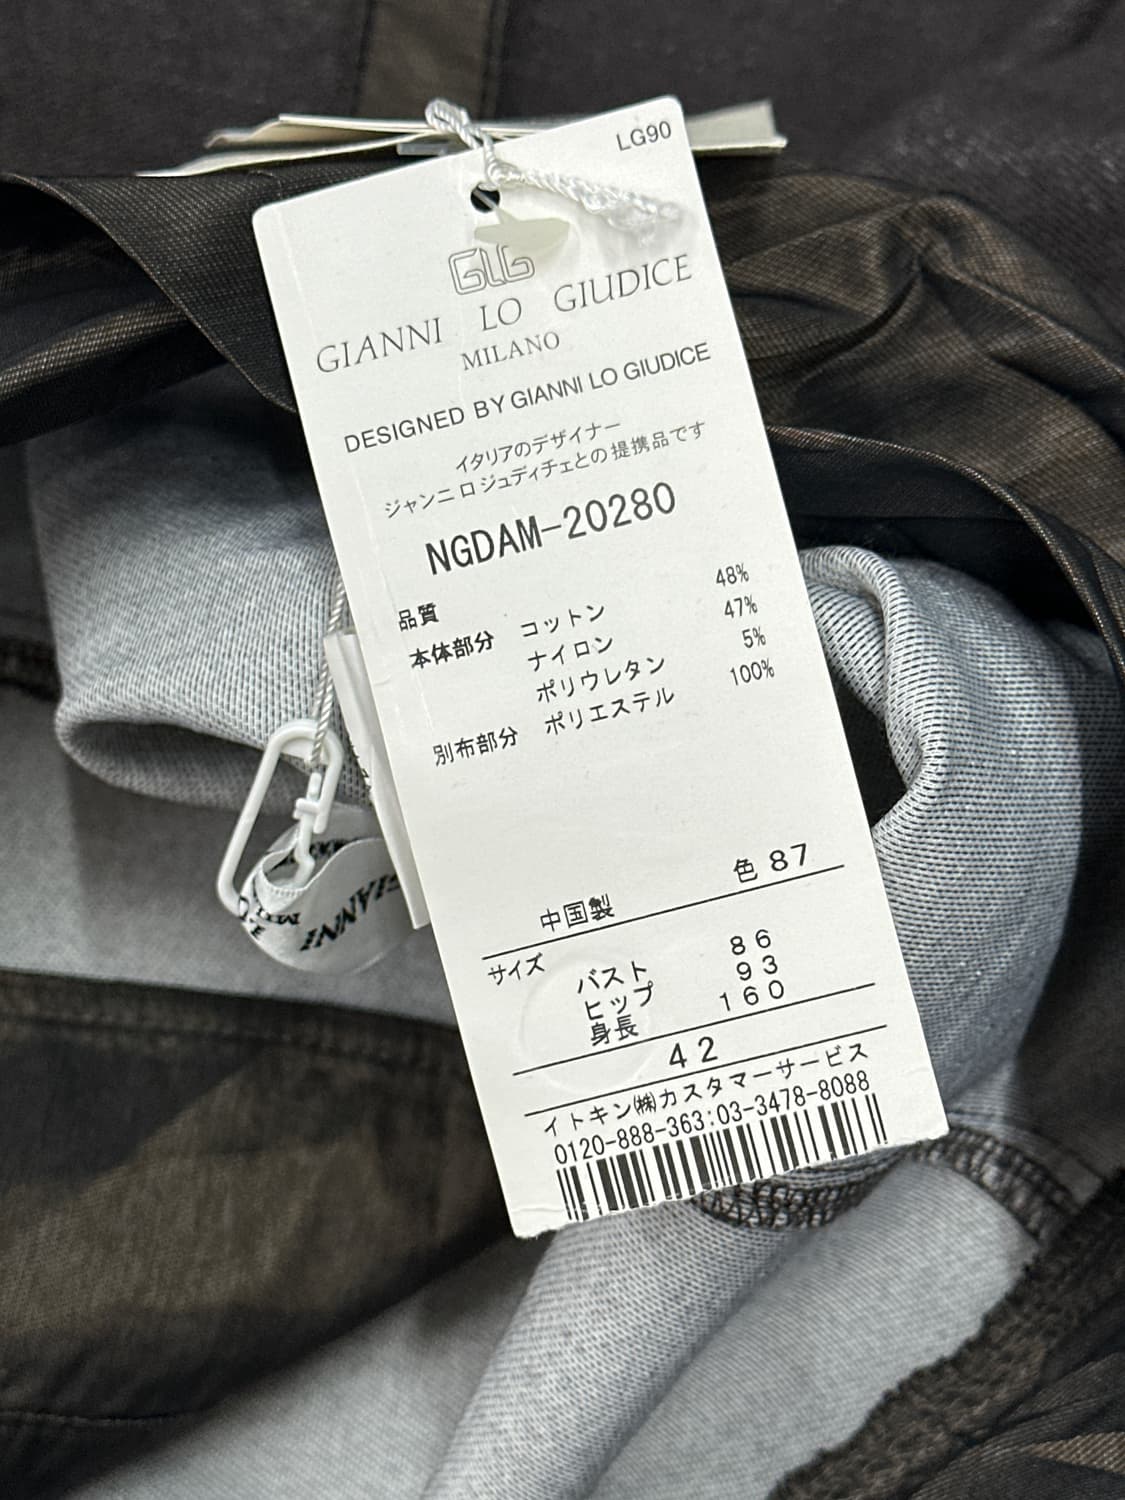 LG90
GLG
GIANNI LO GIUDICE
MILANO
DESIGNED BY GIANNI LO GIUDICE
イタリアのデザイナー
ジャンニ ロ ジュディチェとの提携品です
NGDAM-20280
品質
本体部分 コットン 48%
ナイロン 47%
ポリウレタン 5%
別布部分 ポリエステル 100%
色 87
中国製
サイズ
バスト 86
ヒップ 93
身長 160
42
イトキン㈱カスタマーサービス
0120-888-363:03-3478-8088
GIANNI